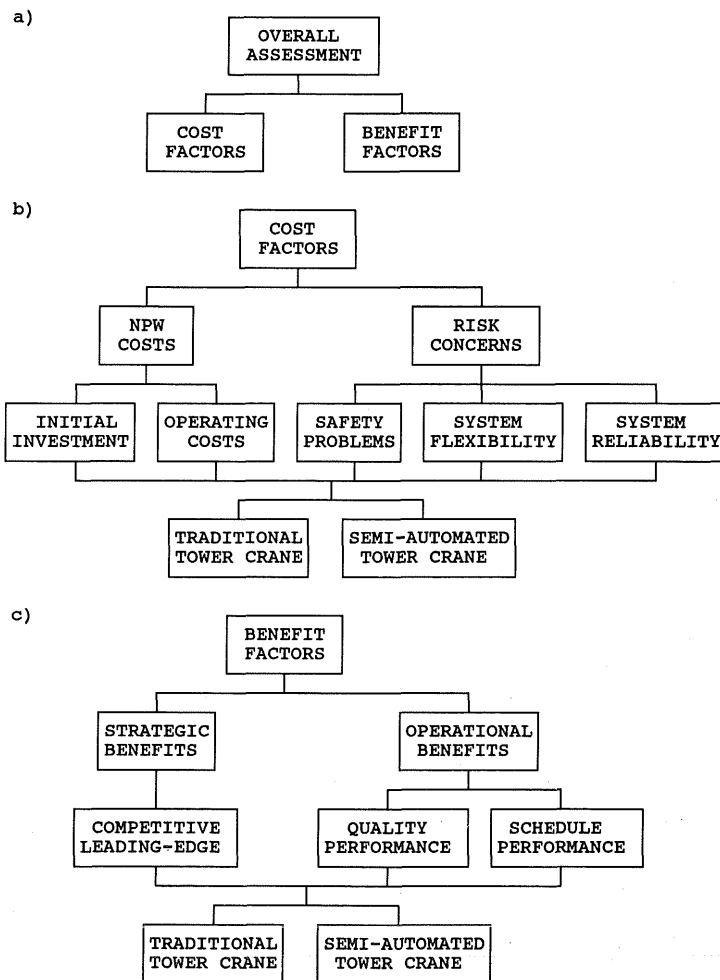 a)
OVERALL
ASSESSMENT
COST
FACTORS
BENEFIT
FACTORS
b)
COST
FACTORS
NPW
COSTS
RISK
CONCERNS
INITIAL
INVESTMENT
OPERATING
COSTS
SAFETY
PROBLEMS
SYSTEM
FLEXIBILITY
SYSTEM
RELIABILITY
TRADITIONAL
TOWER CRANE
SEMI-AUTOMATED
TOWER CRANE
c)
BENEFIT
FACTORS
STRATEGIC
BENEFITS
OPERATIONAL
BENEFITS
COMPETITIVE
LEADING-EDGE
QUALITY
PERFORMANCE
SCHEDULE
PERFORMANCE
TRADITIONAL
TOWER CRANE
SEMI-AUTOMATED
TOWER CRANE